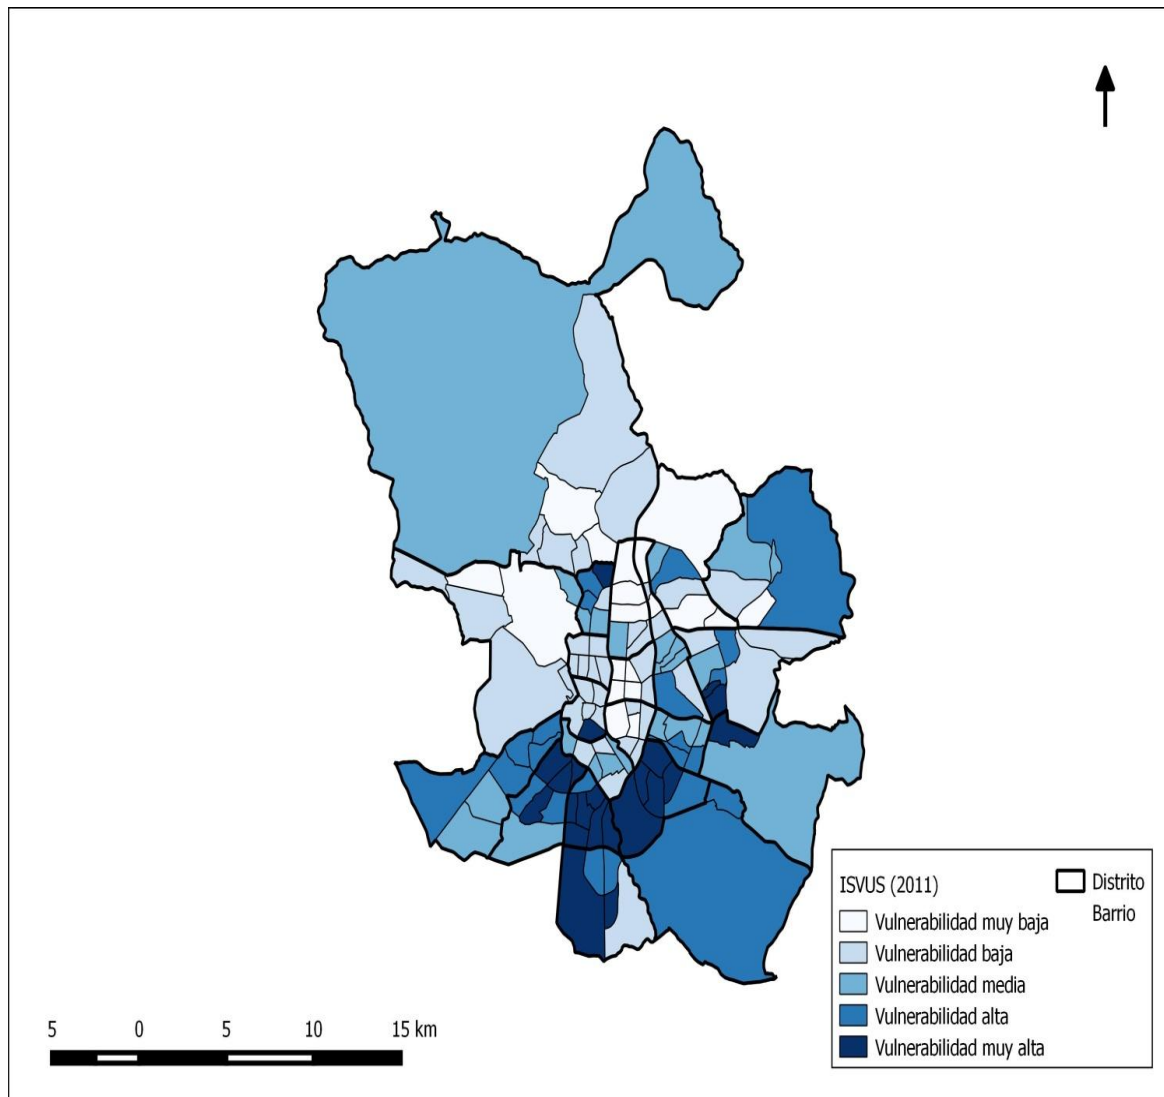 ISVUS (2011)
Distrito
Barrio
Vulnerabilidad muy baja
Vulnerabilidad baja
Vulnerabilidad media
Vulnerabilidad alta
Vulnerabilidad muy alta
5 0 5 10 15 km